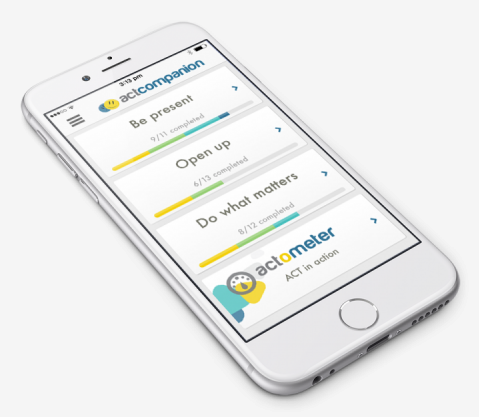 3:13 pm
actcompanion
Be present
9/11 completed
Open up
6/13 completed
Do what matters
8/12 completed
actometer
ACT in action